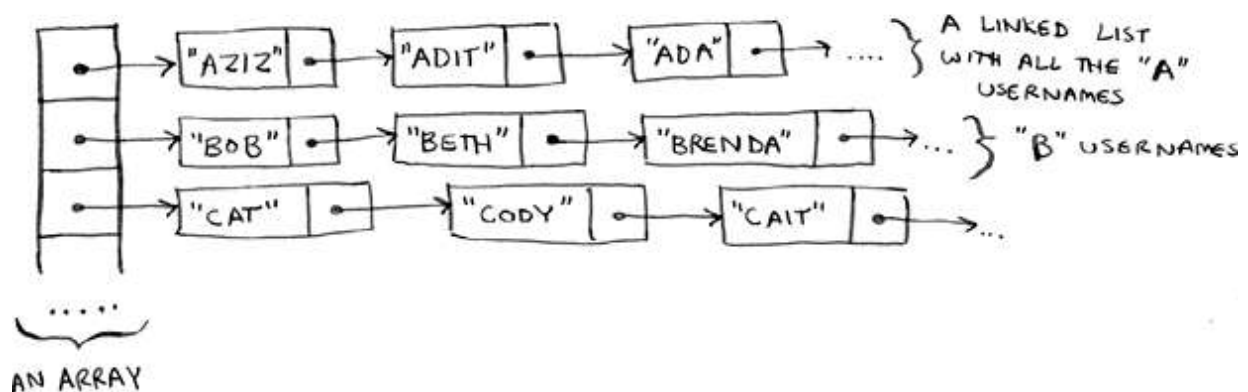 "AZIZ" "ADIT" "ADA" .... A LINKED LIST
WITH ALL THE "A"
USERNAMES
"BOB" "BETH" "BRENDA" ... "B" USERNAMES
"CAT" "CODY" "CAIT" ...
.....
AN ARRAY